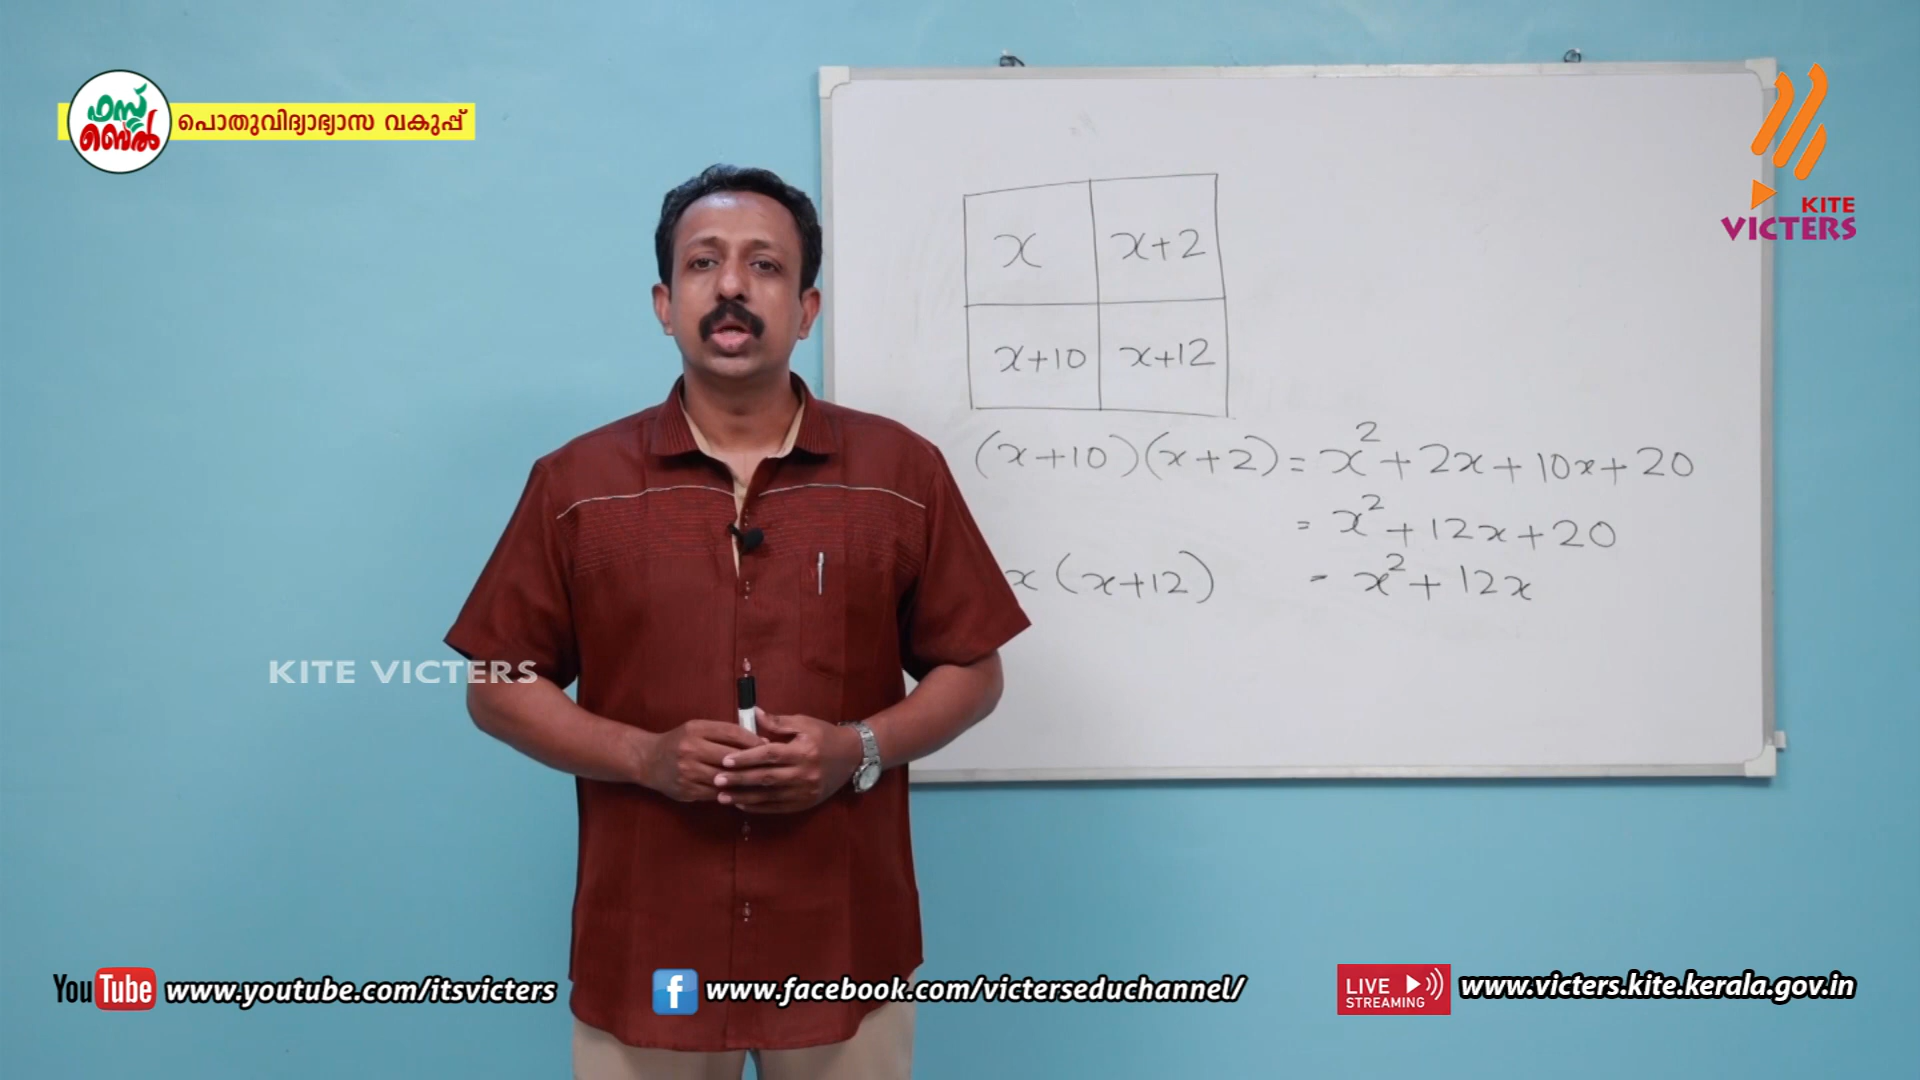 ഫസ്റ്റ്
ബെൽ
പൊതുവിദ്യാഭ്യാസ വകുപ്പ്
KITE
VICTERS
x x+2
x+10 x+12
(x+10)(x+2) = x²+2x+10x+20
= x²+12x+20
x(x+12) = x²+12x
KITE VICTERS
YouTube www.youtube.com/itsvicters
f www.facebook.com/victerseduchannel/
LIVE STREAMING www.victers.kite.kerala.gov.in